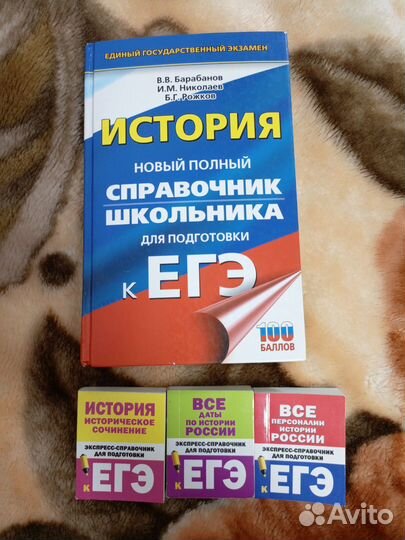 ЕДИНЫЙ ГОСУДАРСТВЕННЫЙ ЭКЗАМЕН
В.В. Барабанов
И.М. Николаев
Б.Г. Рожков
ИСТОРИЯ
НОВЫЙ ПОЛНЫЙ
СПРАВОЧНИК
ШКОЛЬНИКА
ДЛЯ ПОДГОТОВКИ
К ЕГЭ
100
БАЛЛОВ
ИСТОРИЯ
ИСТОРИЧЕСКОЕ
СОЧИНЕНИЕ
ЭКСПРЕСС-СПРАВОЧНИК
ДЛЯ ПОДГОТОВКИ
К ЕГЭ
ВСЕ
ДАТЫ
ПО ИСТОРИИ
РОССИИ
ЭКСПРЕСС-СПРАВОЧНИК
ДЛЯ ПОДГОТОВКИ
К ЕГЭ
ВСЕ
ПЕРСОНАЛИИ
ИСТОРИИ
РОССИИ
ЭКСПРЕСС-СПРАВОЧНИК
ДЛЯ ПОДГОТОВКИ
К ЕГЭ
Avito